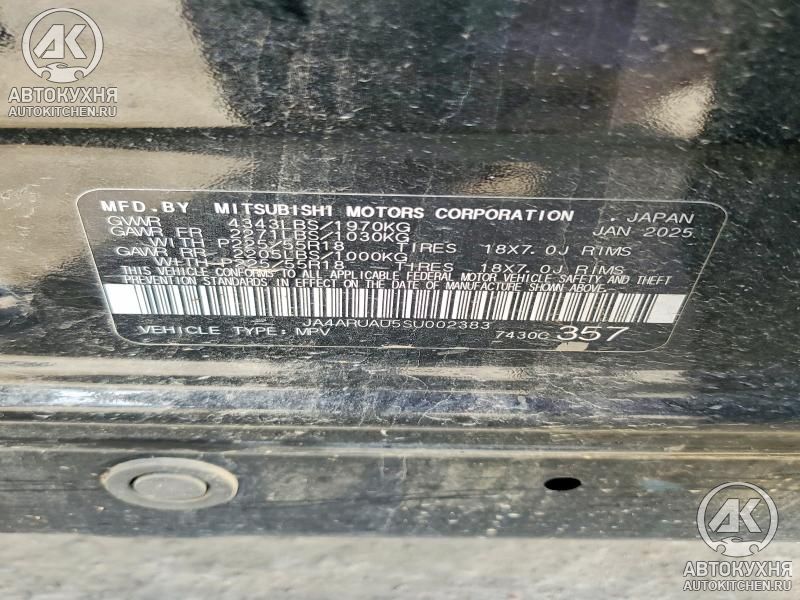 AK
АВТОКУХНЯ
AUTOKITCHEN.RU
MFD.BY MITSUBISHI MOTORS CORPORATION , JAPAN
GVWR 4343LBS/1970KG JAN 2025
GAWR FR 2271LBS/1030KG
WITH P225/55R18 TIRES 18X7.0J RIMS
GAWR RR 2205LBS/1000KG
WITH P225/55R18 TIRES 18X7.0J RIMS
THIS VEHICLE CONFORMS TO ALL APPLICABLE FEDERAL MOTOR VEHICLE SAFETY AND THEFT
PREVENTION STANDARDS IN EFFECT ON THE DATE OF MANUFACTURE SHOWN ABOVE.
JA4ARUAU5SU002383
VEHICLE TYPE: MPV 7430C 357
AK
АВТОКУХНЯ
AUTOKITCHEN.RU